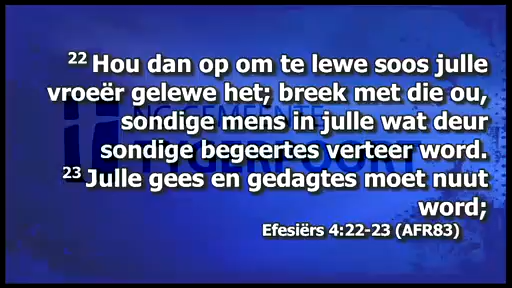 22 Hou dan op om te lewe soos julle
vroeër gelewe het; breek met die ou,
sondige mens in julle wat deur
sondige begeertes verteer word.
23 Julle gees en gedagtes moet nuut
word;
Efesiërs 4:22-23 (AFR83)
NG GEMEENTE